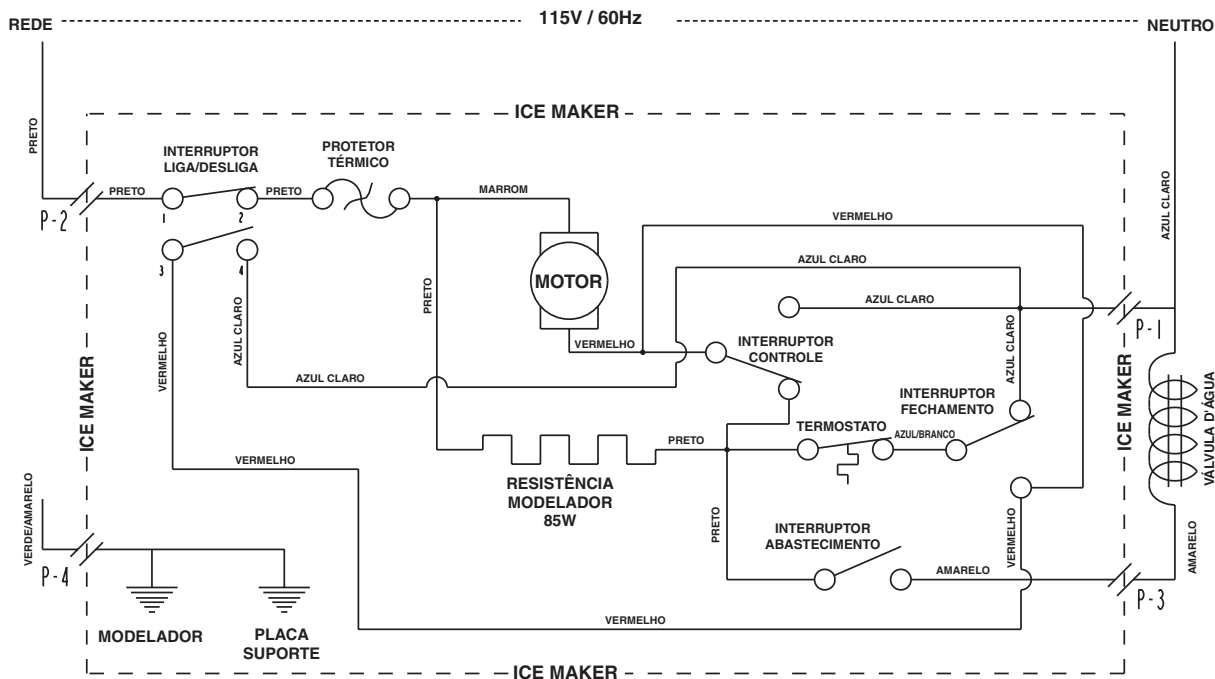 115V / 60Hz
REDE
NEUTRO
PRETO
ICE MAKER
INTERRUPTOR
LIGA/DESLIGA
PROTETOR
TÉRMICO
PRETO
PRETO
MARROM
VERMELHO
AZUL CLARO
P-2
1
2
3
4
MOTOR
AZUL CLARO
AZUL CLARO
P-1
VERMELHO
INTERRUPTOR
CONTROLE
VERMELHO
AZUL CLARO
PRETO
AZUL CLARO
AZUL CLARO
ICE MAKER
ICE MAKER
INTERRUPTOR
FECHAMENTO
VÁLVULA D'ÁGUA
TERMOSTATO
AZUL/BRANCO
PRETO
VERMELHO
RESISTÊNCIA
MODELADOR
85W
PRETO
INTERRUPTOR
ABASTECIMENTO
VERMELHO
VERDE/AMARELO
AMARELO
AMARELO
P-4
P-3
MODELADOR
PLACA
SUPORTE
VERMELHO
ICE MAKER